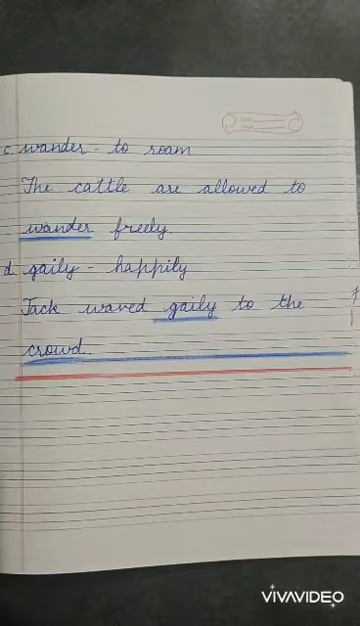 c. wander - to roam
The cattle are allowed to
wander freely.
d. gaily - happily
Jack waved gaily to the
crowd.
VIVAVIDEO